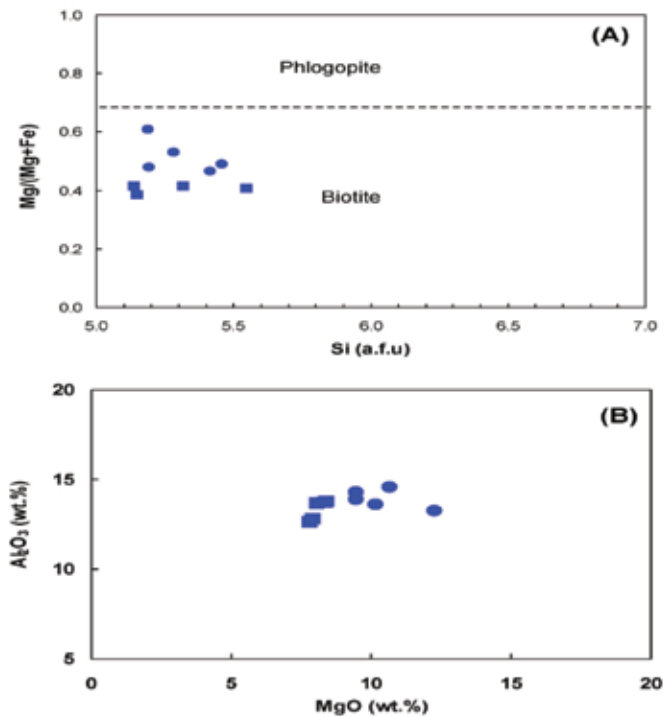 (A)
1.0
0.8
0.6
0.4
0.2
0.0
Mg/(Mg+Fe)
Phlogopite
Biotite
5.0 5.5 6.0 6.5 7.0
Si (a.f.u)
(B)
20
15
10
5
Al₂O₃ (wt.%)
0 5 10 15 20
MgO (wt.%)